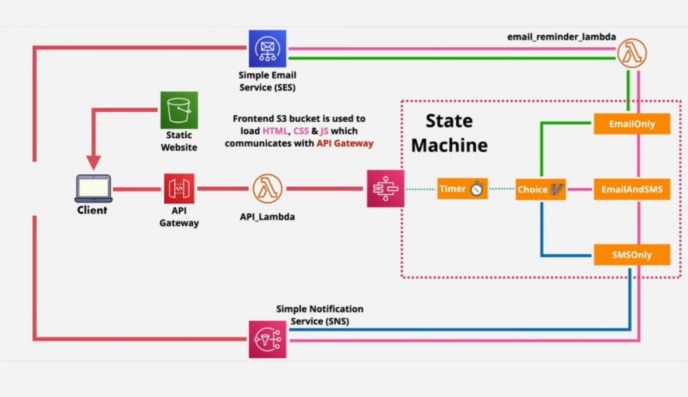 email_reminder_lambda
Simple Email
Service (SES)
EmailOnly
Static
Website
Frontend S3 bucket is used to
load HTML, CSS & JS which
communicates with API Gateway
State
Machine
Client
API
Gateway
API_Lambda
Timer
Choice
EmailAndSMS
SMSOnly
Simple Notification
Service (SNS)